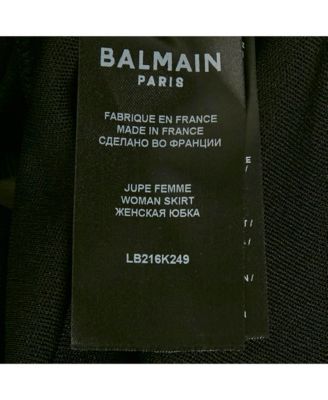 BALMAIN
PARIS
FABRIQUE EN FRANCE
MADE IN FRANCE
СДЕЛАНО ВО ФРАНЦИИ
JUPE FEMME
WOMAN SKIRT
ЖЕНСКАЯ ЮБКА
LB216K249